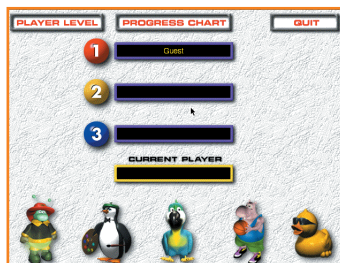 PLAYER LEVEL
PROGRESS CHART
QUIT
1
Guest
2
3
CURRENT PLAYER